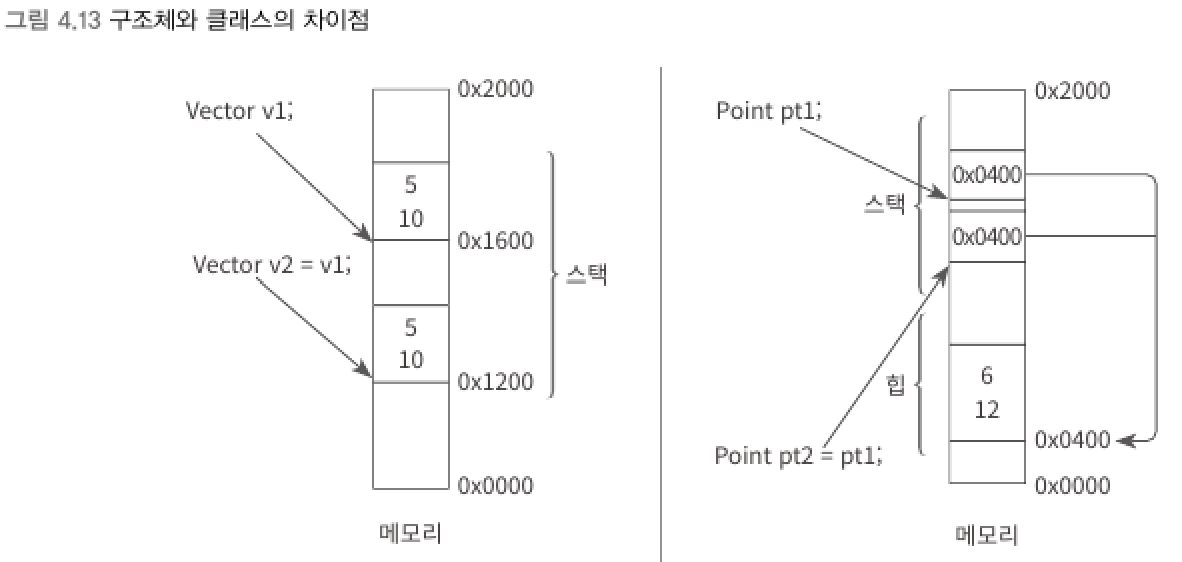 그림 4.13 구조체와 클래스의 차이점
Vector v1;
0x2000
5
10
0x1600
Vector v2 = v1;
스택
5
10
0x1200
0x0000
메모리
Point pt1;
0x2000
0x0400
스택
0x0400
힙
6
12
0x0400
Point pt2 = pt1;
0x0000
메모리